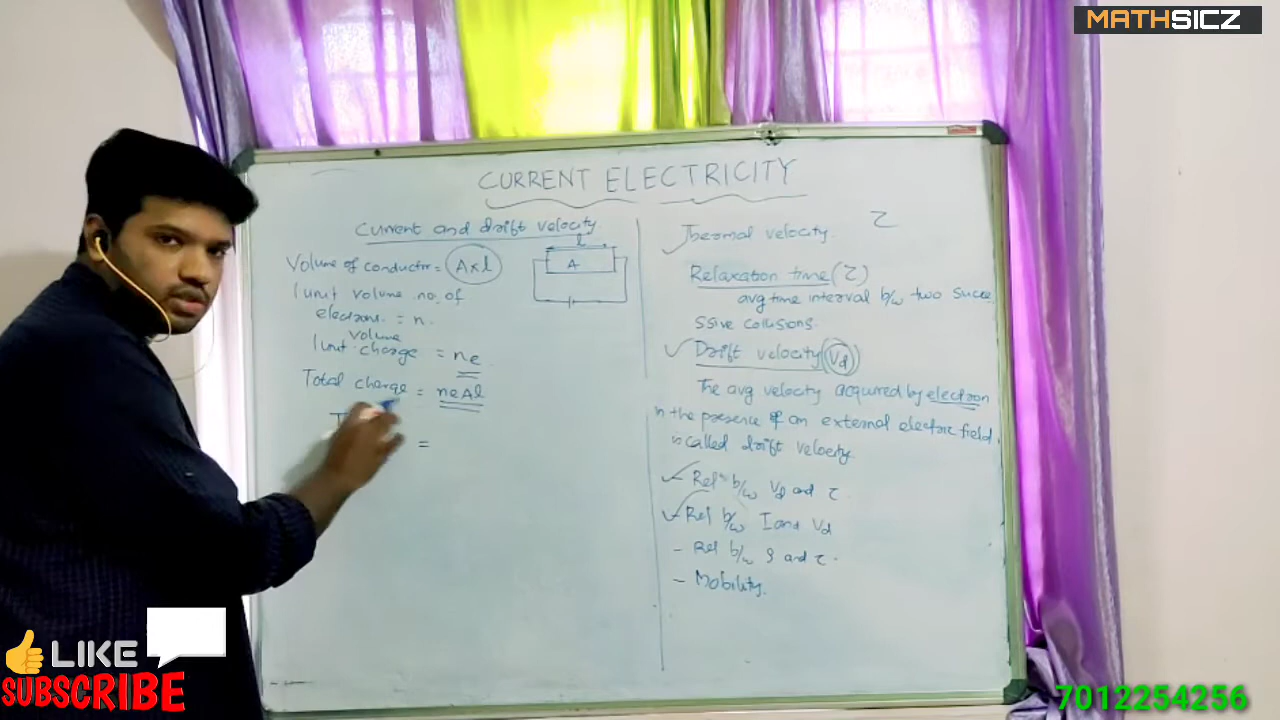 MATHSICZ
CURRENT ELECTRICITY
Current and drift velocity
l
A
Volume of conductor = A×l
1 unit volume no. of
electrons = n.
volume
1 unit charge = ne
Total charge = neAl
=
τ
Thermal velocity.
Relaxation time (τ)
avg time interval b/w two succe
ssive collusions.
Drift velocity (Vd)
The avg velocity acquired by electron
in the presence of an external electric field
is called drift velocity.
Relⁿ b/w Vd and τ
Rel b/w I and Vd
- Rel b/w ρ and τ.
- Mobility.
LIKE
SUBSCRIBE
7012254256